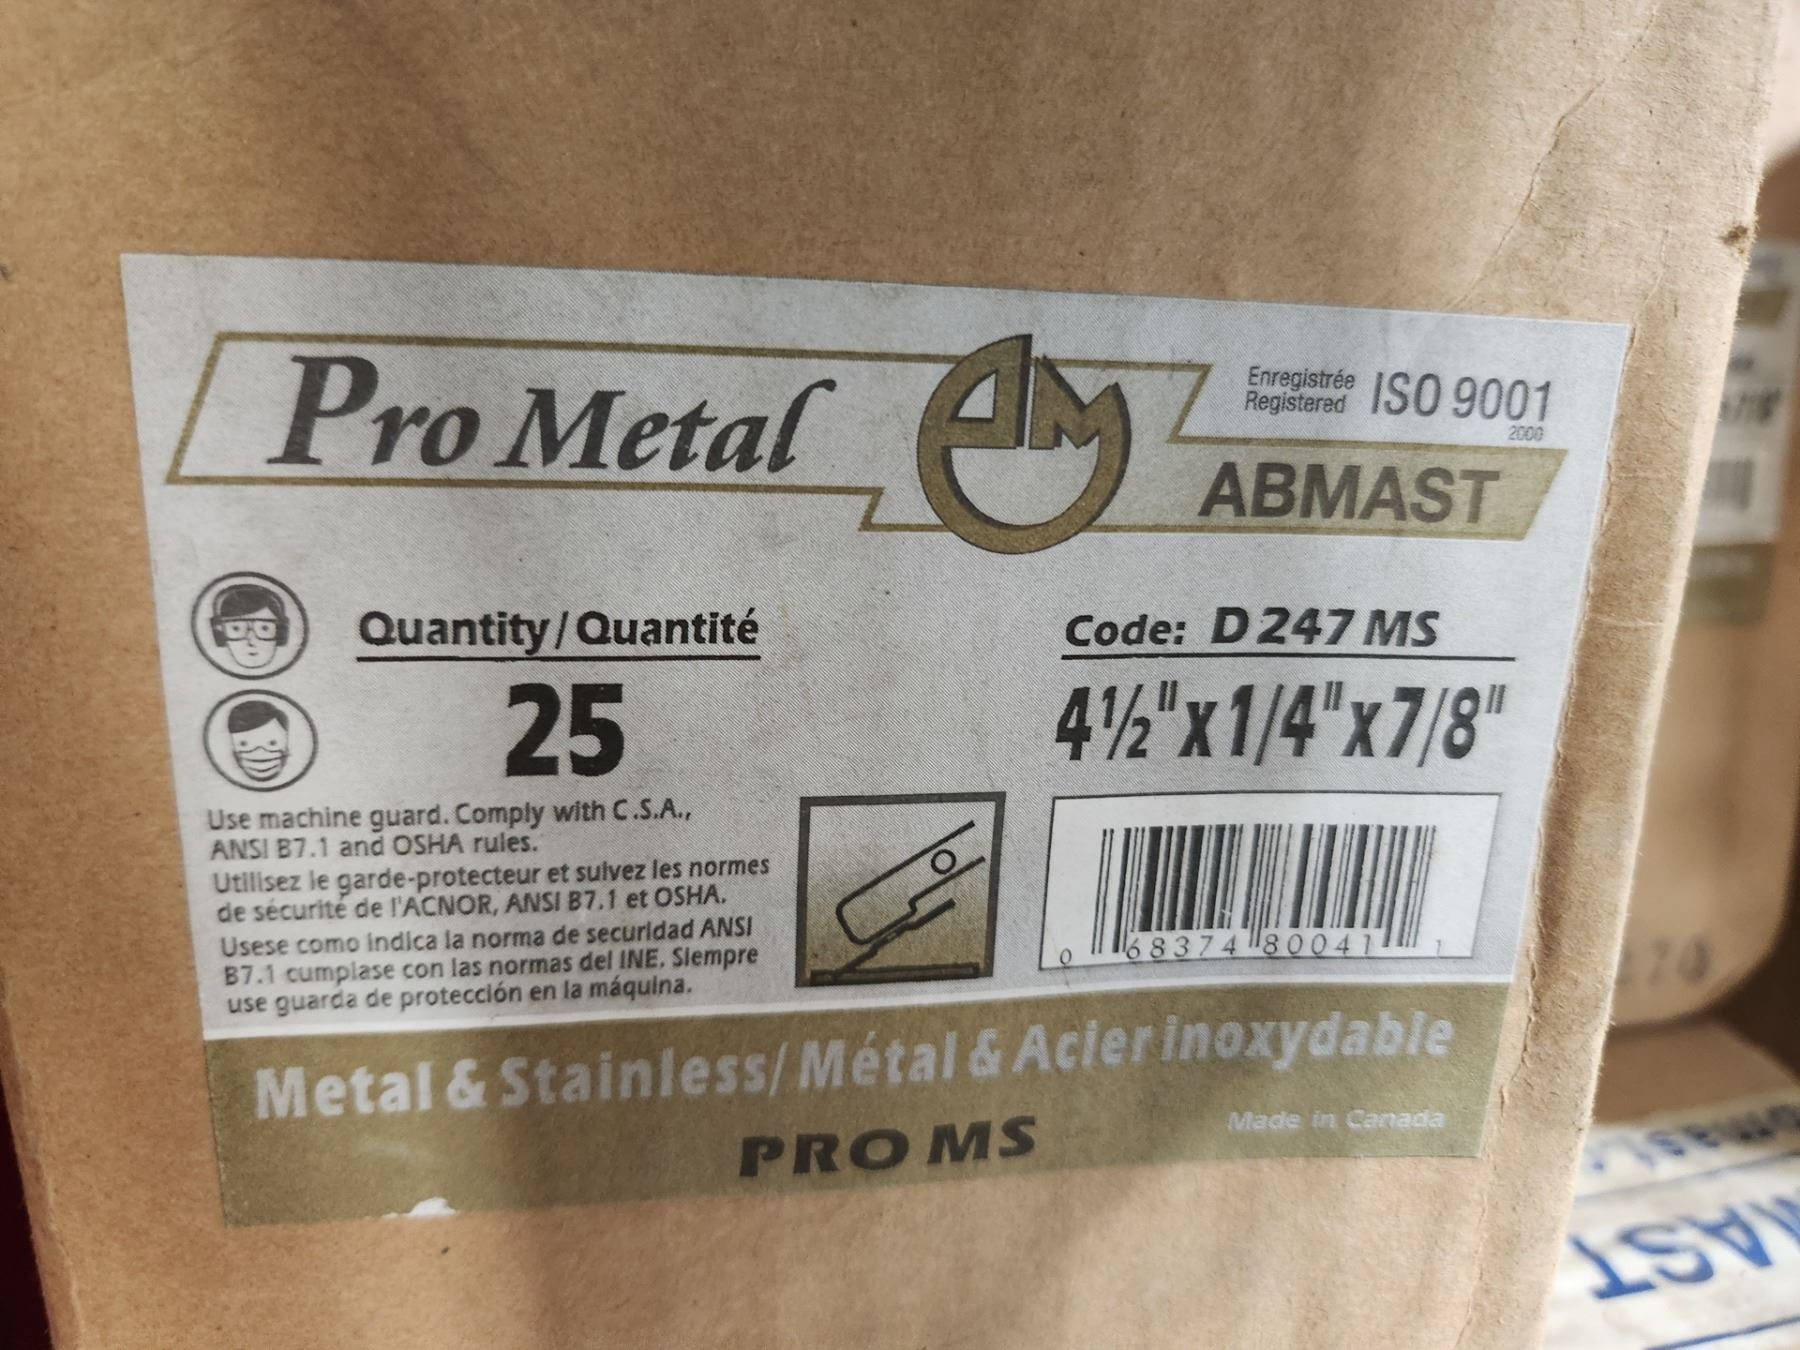 Pro Metal
Enregistrée
Registered
ISO 9001
2000
ABMAST
Quantity/Quantité
25
Code: D247MS
4½"x1/4"x7/8"
Use machine guard. Comply with C.S.A.,
ANSI B7.1 and OSHA rules.
Utilisez le garde-protecteur et suivez les normes
de sécurité de l'ACNOR, ANSI B7.1 et OSHA.
Usese como indica la norma de securidad ANSI
B7.1 cumplase con las normas del INE. Siempre
use guarda de protección en la máquina.
0 68374 80041 1
Metal & Stainless/Métal & Acier inoxydable
PRO MS
Made in Canada